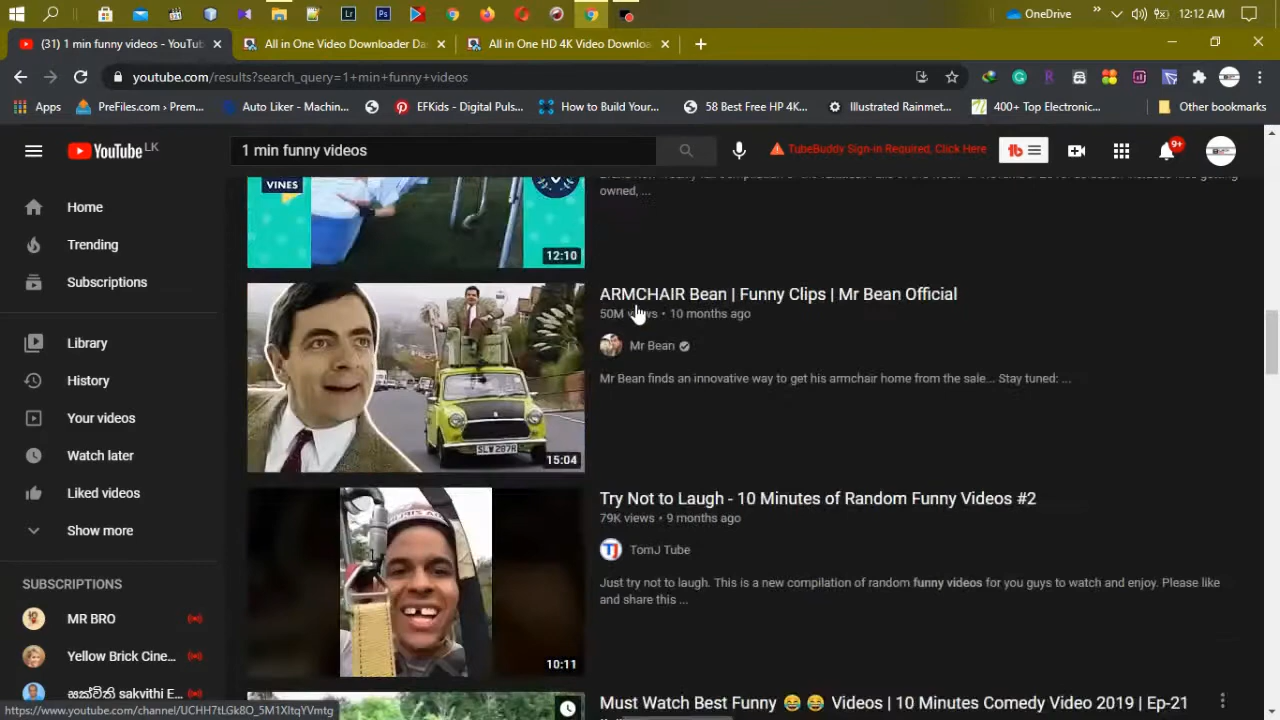 12:12 AM
OneDrive
(31) 1 min funny videos - YouTub
All in One Video Downloader Da
All in One HD 4K Video Downloa
youtube.com/results?search_query=1+min+funny+videos
Apps
PreFiles.com › Prem...
Auto Liker - Machin...
EFKids - Digital Puls...
How to Build Your...
58 Best Free HP 4K...
Illustrated Rainmet...
400+ Top Electronic...
Other bookmarks
YouTube LK
1 min funny videos
TubeBuddy Sign-in Required, Click Here
9+
Home
Trending
Subscriptions
Library
History
Your videos
Watch later
Liked videos
Show more
SUBSCRIPTIONS
MR BRO
Yellow Brick Cine...
සක්විති sakvithi E...
VINES
12:10
owned, ...
ARMCHAIR Bean | Funny Clips | Mr Bean Official
50M views • 10 months ago
Mr Bean
Mr Bean finds an innovative way to get his armchair home from the sale... Stay tuned: ...
SLW 287R
15:04
Try Not to Laugh - 10 Minutes of Random Funny Videos #2
79K views • 9 months ago
TJ
TomJ Tube
Just try not to laugh. This is a new compilation of random funny videos for you guys to watch and enjoy. Please like
and share this ...
10:11
Must Watch Best Funny 😂 😂 Videos | 10 Minutes Comedy Video 2019 | Ep-21
https://www.youtube.com/channel/UCHH7tLGk8O_5M1XltqYVmtg